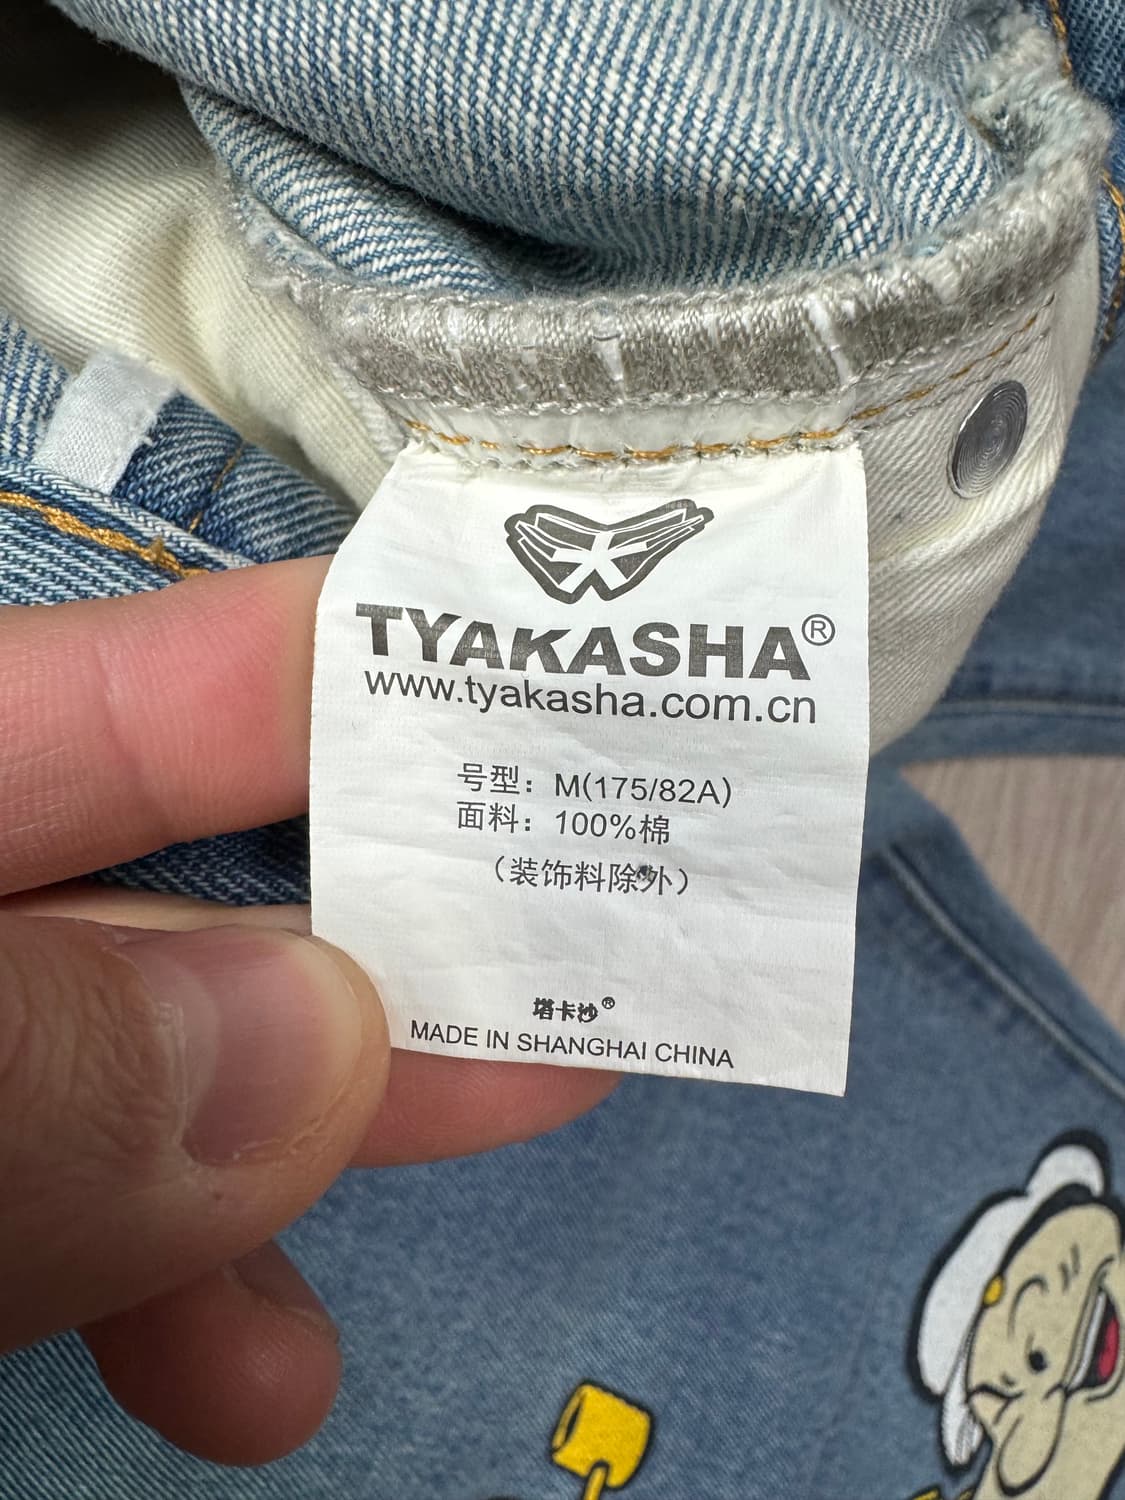 TYAKASHA®
www.tyakasha.com.cn
号型：M(175/82A)
面料：100%棉
（装饰料除外）
塔卡沙®
MADE IN SHANGHAI CHINA